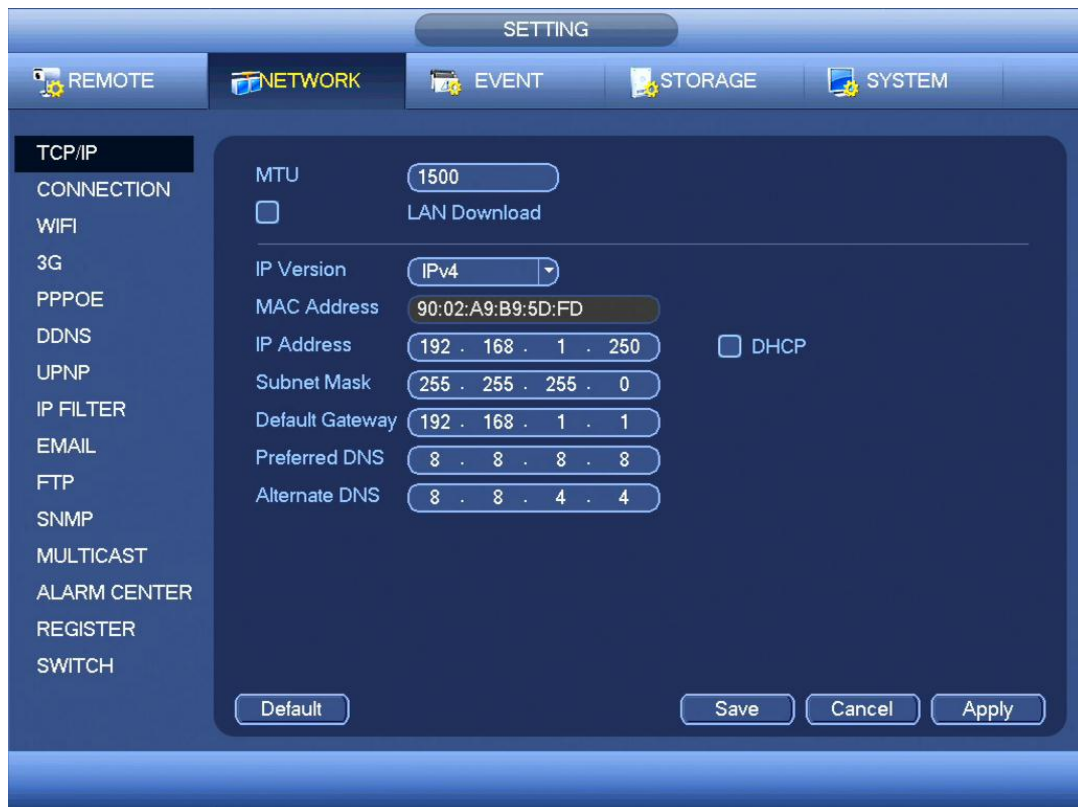 SETTING
REMOTE NETWORK EVENT STORAGE SYSTEM
TCP/IP
CONNECTION
WIFI
3G
PPPOE
DDNS
UPNP
IP FILTER
EMAIL
FTP
SNMP
MULTICAST
ALARM CENTER
REGISTER
SWITCH
MTU 1500
LAN Download
IP Version IPv4
MAC Address 90:02:A9:B9:5D:FD
IP Address 192 . 168 . 1 . 250 DHCP
Subnet Mask 255 . 255 . 255 . 0
Default Gateway 192 . 168 . 1 . 1
Preferred DNS 8 . 8 . 8 . 8
Alternate DNS 8 . 8 . 4 . 4
Default Save Cancel Apply